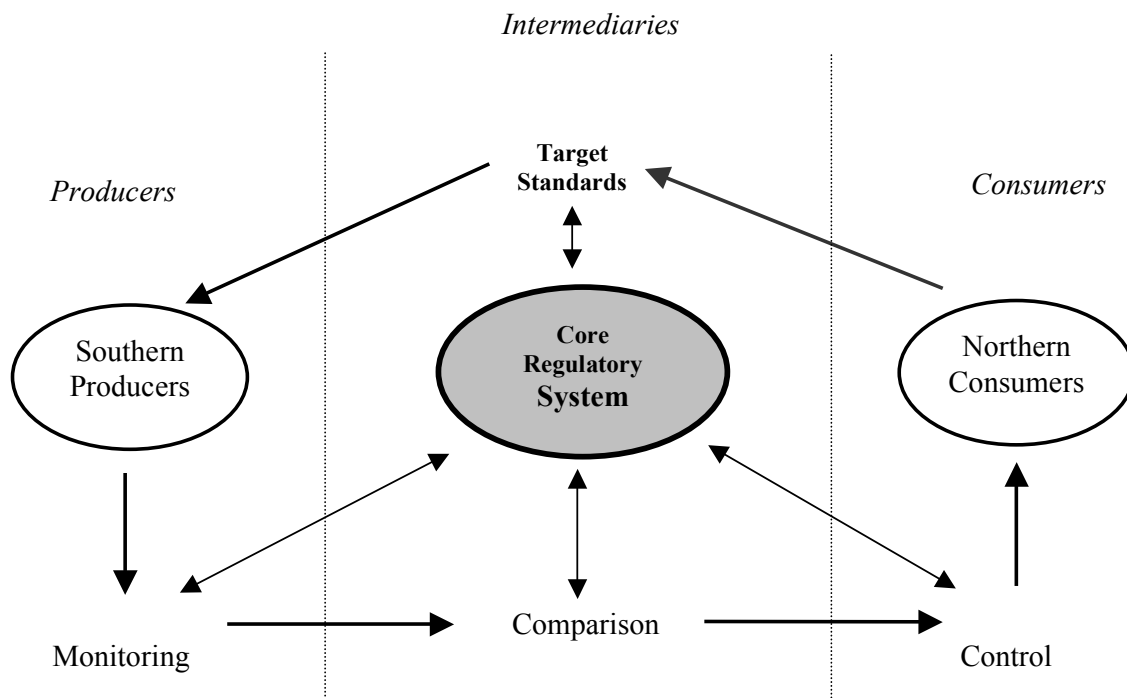 Intermediaries
Producers
Target
Standards
Consumers
Southern
Producers
Core
Regulatory
System
Northern
Consumers
Monitoring
Comparison
Control